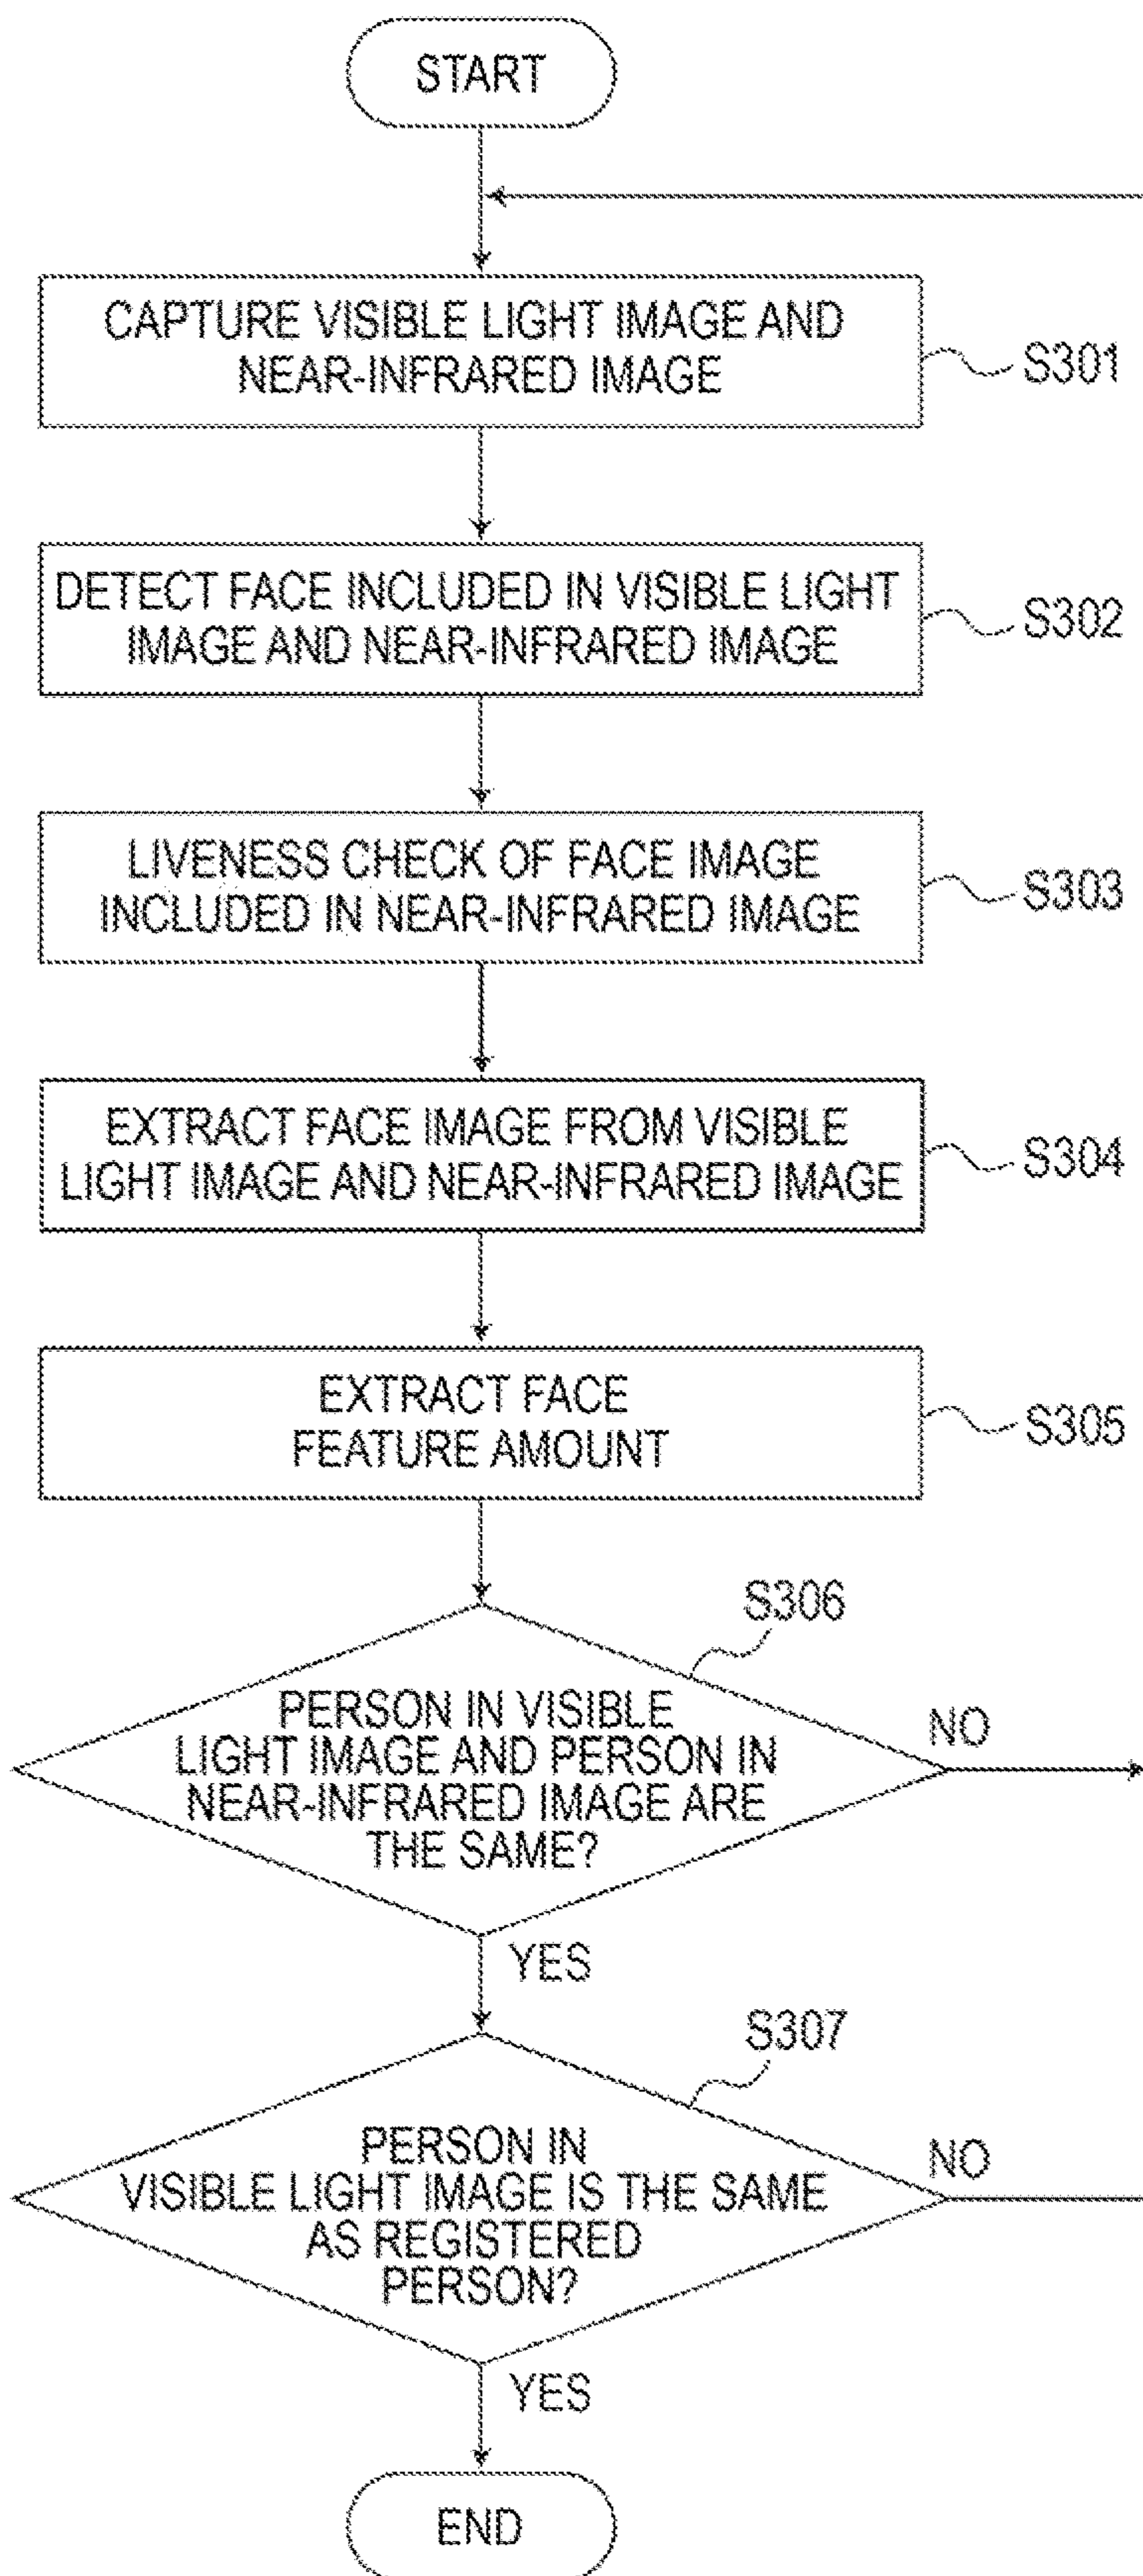 START
CAPTURE VISIBLE LIGHT IMAGE AND
NEAR-INFRARED IMAGE
S301
DETECT FACE INCLUDED IN VISIBLE LIGHT
IMAGE AND NEAR-INFRARED IMAGE
S302
LIVENESS CHECK OF FACE IMAGE
INCLUDED IN NEAR-INFRARED IMAGE
S303
EXTRACT FACE IMAGE FROM VISIBLE
LIGHT IMAGE AND NEAR-INFRARED IMAGE
S304
EXTRACT FACE
FEATURE AMOUNT
S305
S306
PERSON IN VISIBLE
LIGHT IMAGE AND PERSON IN
NEAR-INFRARED IMAGE ARE
THE SAME?
NO
YES
S307
PERSON IN
VISIBLE LIGHT IMAGE IS THE SAME
AS REGISTERED
PERSON?
NO
YES
END